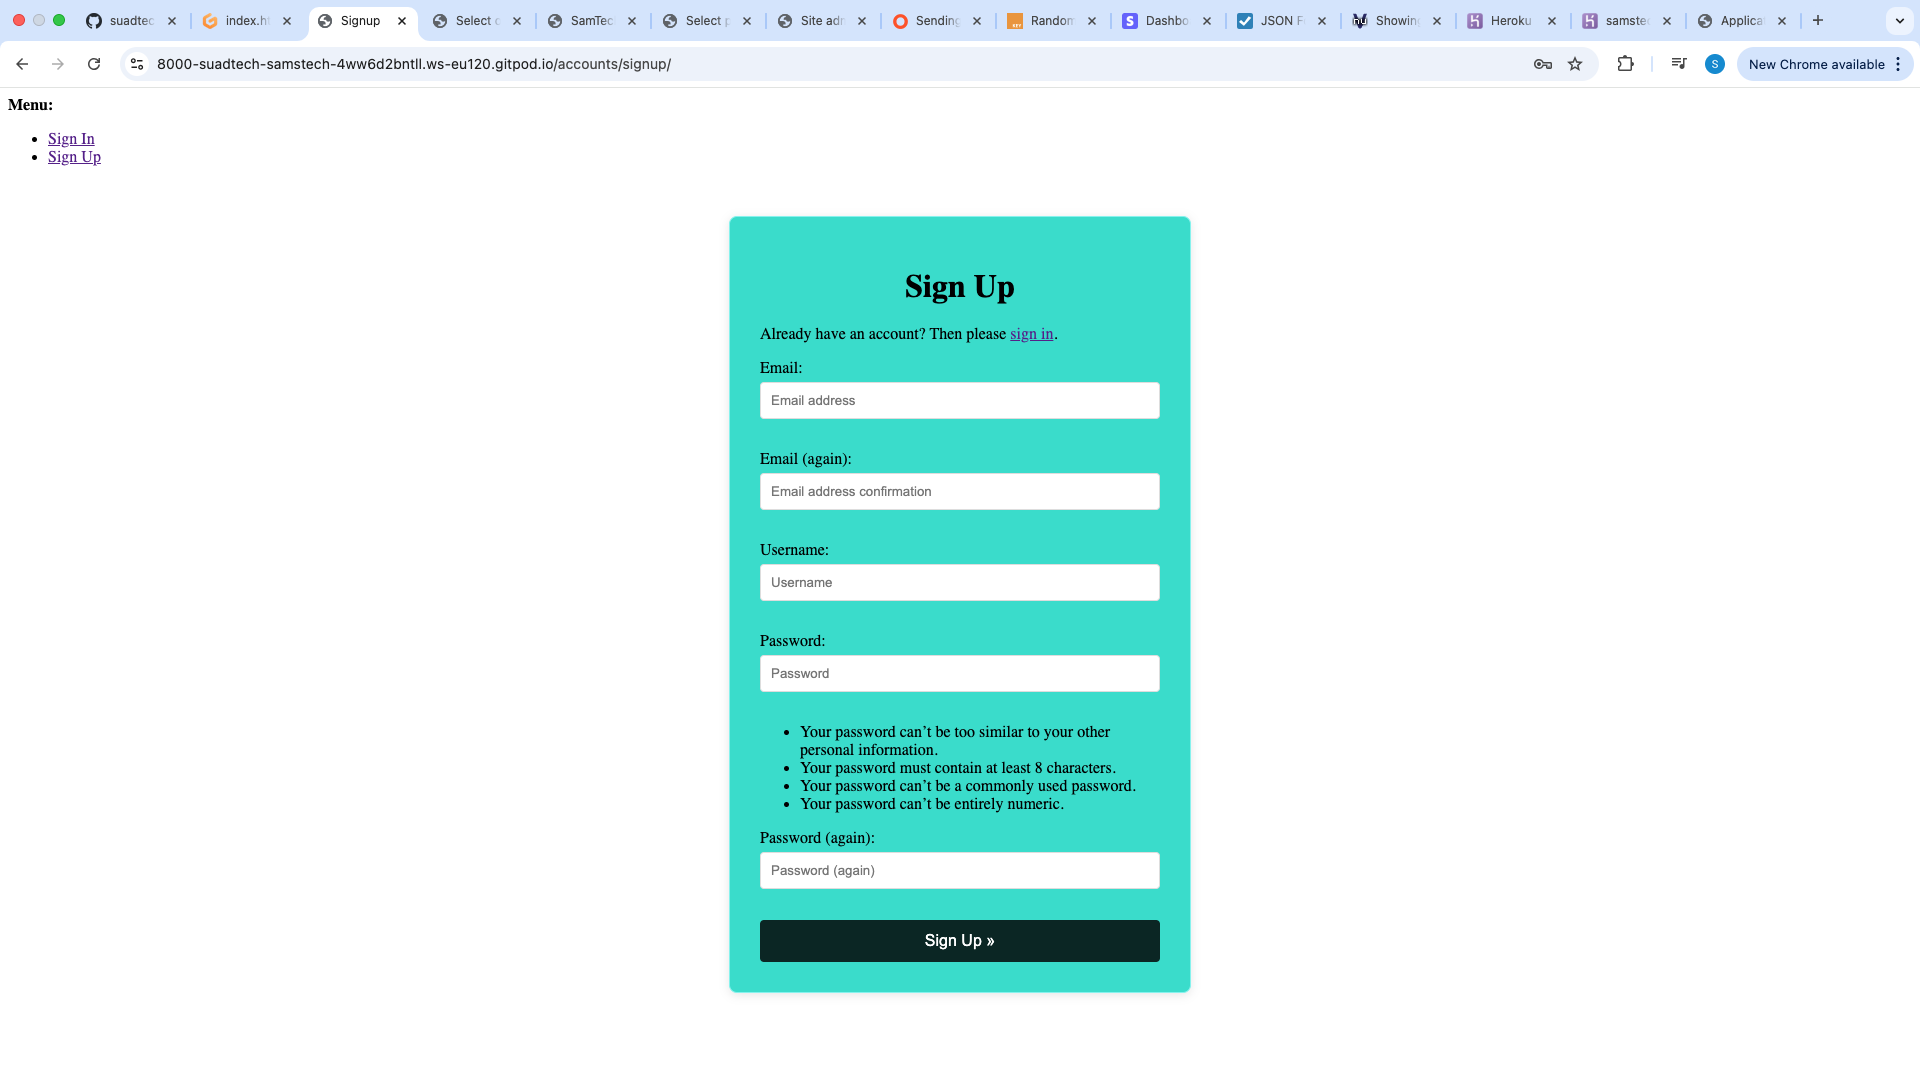 suadtec
index.h
Signup
Select
SamTec
Select p
Site adr
Sending
Random
Dashbo
JSON F
Showing
Heroku
samste
Applica
8000-suadtech-samstech-4ww6d2bntll.ws-eu120.gitpod.io/accounts/signup/
S
New Chrome available
Menu:
• Sign In
• Sign Up
Sign Up
Already have an account? Then please sign in.
Email:
Email address
Email (again):
Email address confirmation
Username:
Username
Password:
Password
• Your password can’t be too similar to your other
personal information.
• Your password must contain at least 8 characters.
• Your password can’t be a commonly used password.
• Your password can’t be entirely numeric.
Password (again):
Password (again)
Sign Up »